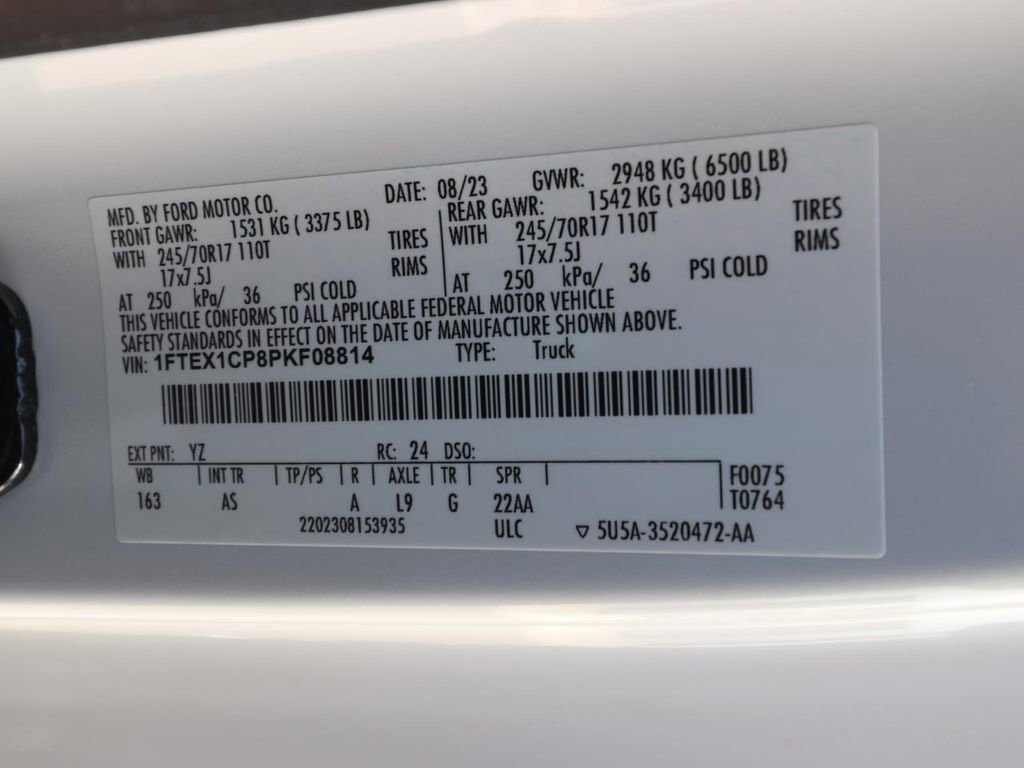 MFD. BY FORD MOTOR CO. DATE: 08/23 GVWR: 2948 KG ( 6500 LB)
FRONT GAWR: 1531 KG ( 3375 LB) REAR GAWR: 1542 KG ( 3400 LB)
WITH 245/70R17 110T TIRES WITH 245/70R17 110T TIRES
17x7.5J RIMS 17x7.5J RIMS
AT 250 kPa/ 36 PSI COLD AT 250 kPa/ 36 PSI COLD
THIS VEHICLE CONFORMS TO ALL APPLICABLE FEDERAL MOTOR VEHICLE
SAFETY STANDARDS IN EFFECT ON THE DATE OF MANUFACTURE SHOWN ABOVE.
VIN: 1FTEX1CP8PKF08814 TYPE: Truck
EXT PNT: YZ RC: 24 DSO:
WB INT TR TP/PS R AXLE TR SPR F0075
163 AS A L9 G 22AA T0764
2202308153935 ULC ▽ 5U5A-3520472-AA